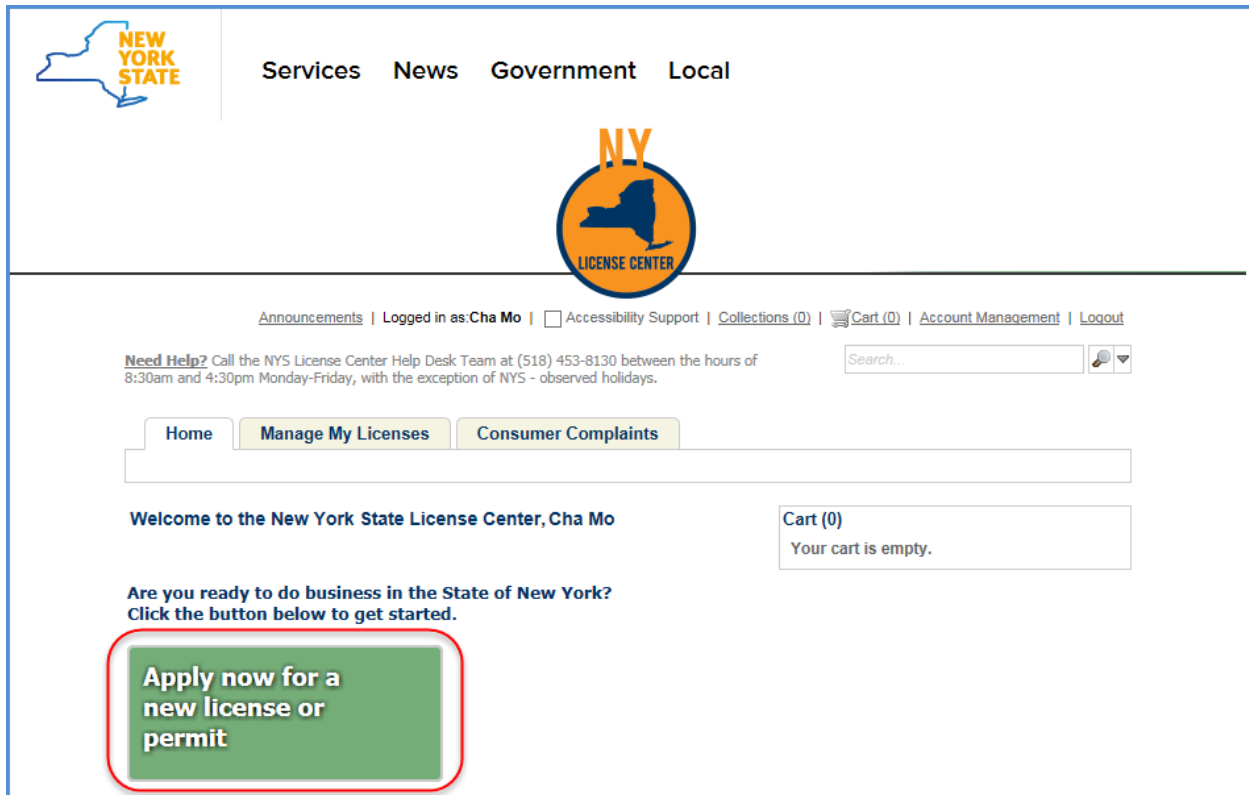 NEW
YORK
STATE
Services News Government Local
NY
LICENSE CENTER
Announcements | Logged in as:Cha Mo | Accessibility Support | Collections (0) | Cart (0) | Account Management | Logout
Need Help? Call the NYS License Center Help Desk Team at (518) 453-8130 between the hours of
8:30am and 4:30pm Monday-Friday, with the exception of NYS - observed holidays.
Search...
Home Manage My Licenses Consumer Complaints
Welcome to the New York State License Center, Cha Mo
Cart (0)
Your cart is empty.
Are you ready to do business in the State of New York?
Click the button below to get started.
Apply now for a
new license or
permit